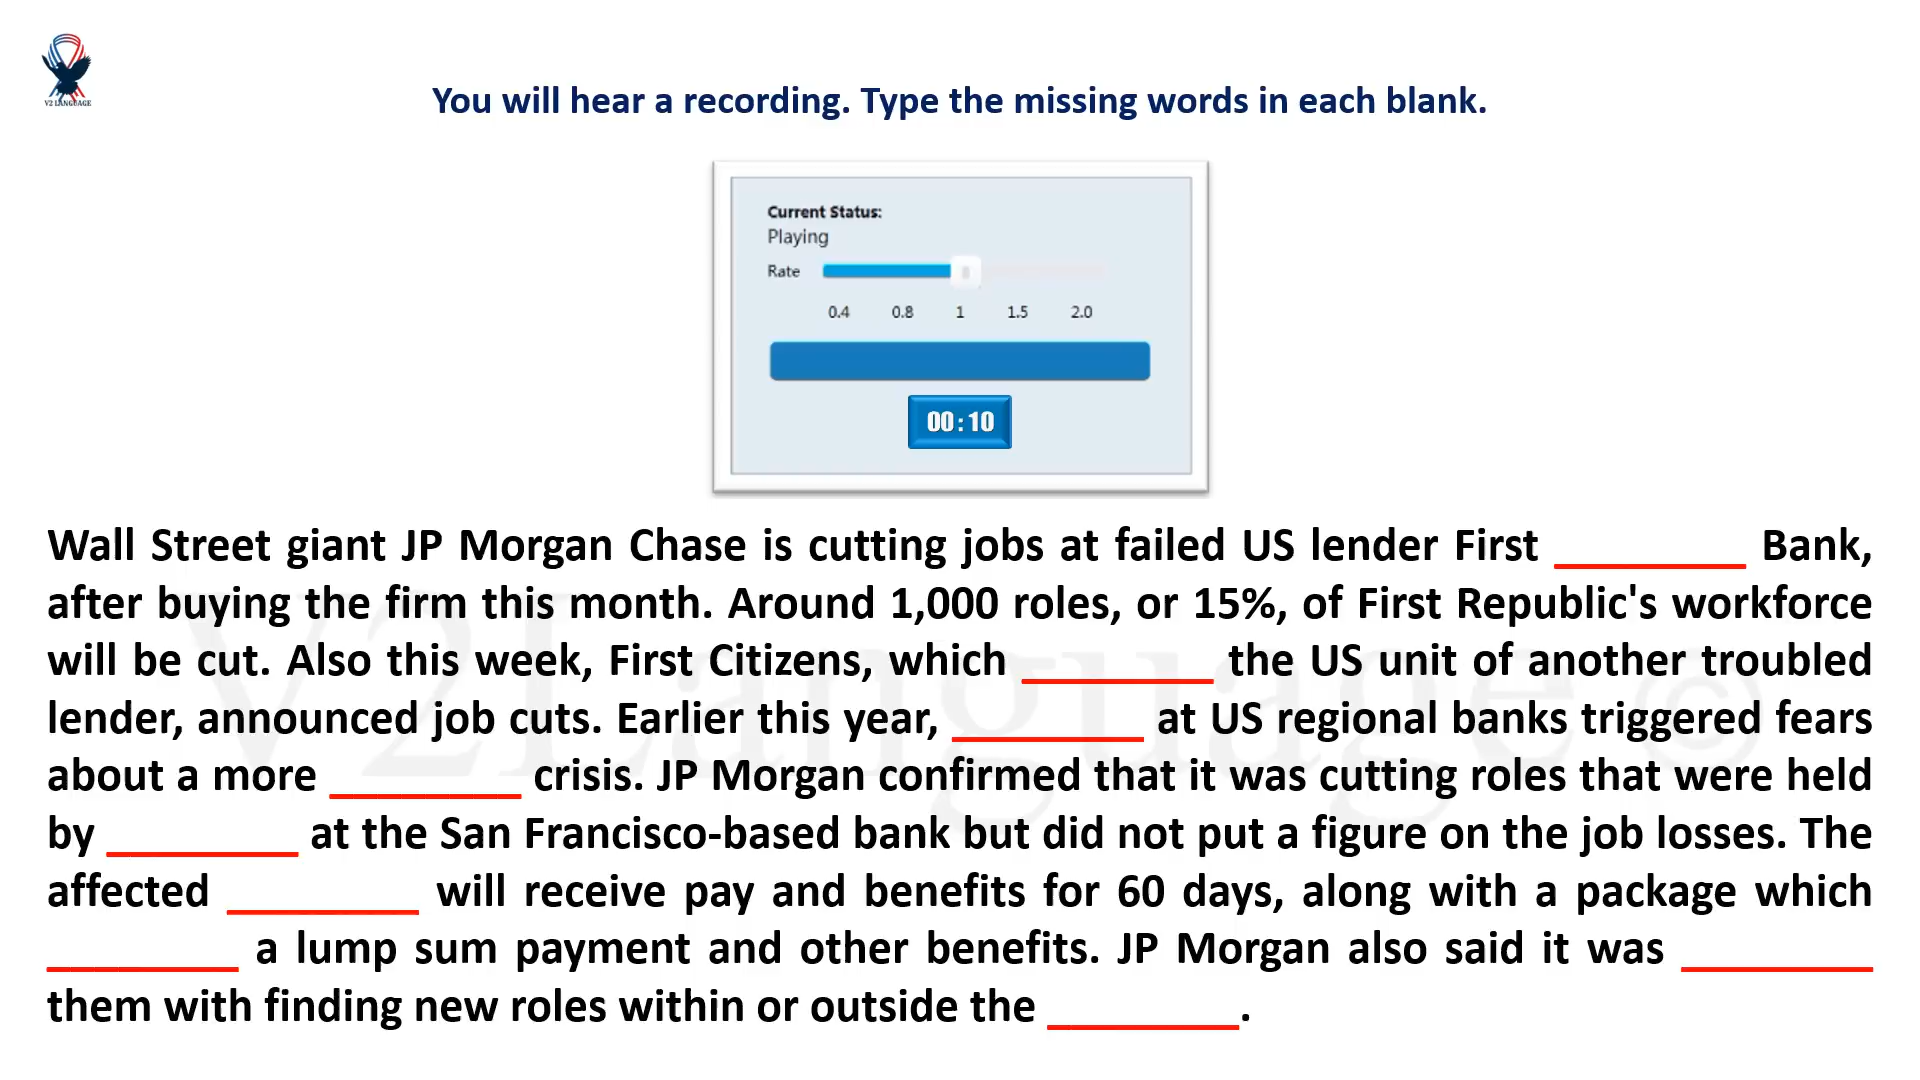 V2 LANGUAGE
You will hear a recording. Type the missing words in each blank.
Current Status:
Playing
Rate
0.4 0.8 1 1.5 2.0
00:10
Wall Street giant JP Morgan Chase is cutting jobs at failed US lender First ________ Bank,
after buying the firm this month. Around 1,000 roles, or 15%, of First Republic's workforce
will be cut. Also this week, First Citizens, which ________ the US unit of another troubled
lender, announced job cuts. Earlier this year, ________ at US regional banks triggered fears
about a more ________ crisis. JP Morgan confirmed that it was cutting roles that were held
by ________ at the San Francisco-based bank but did not put a figure on the job losses. The
affected ________ will receive pay and benefits for 60 days, along with a package which
________ a lump sum payment and other benefits. JP Morgan also said it was ________
them with finding new roles within or outside the ________.
V2Language ©